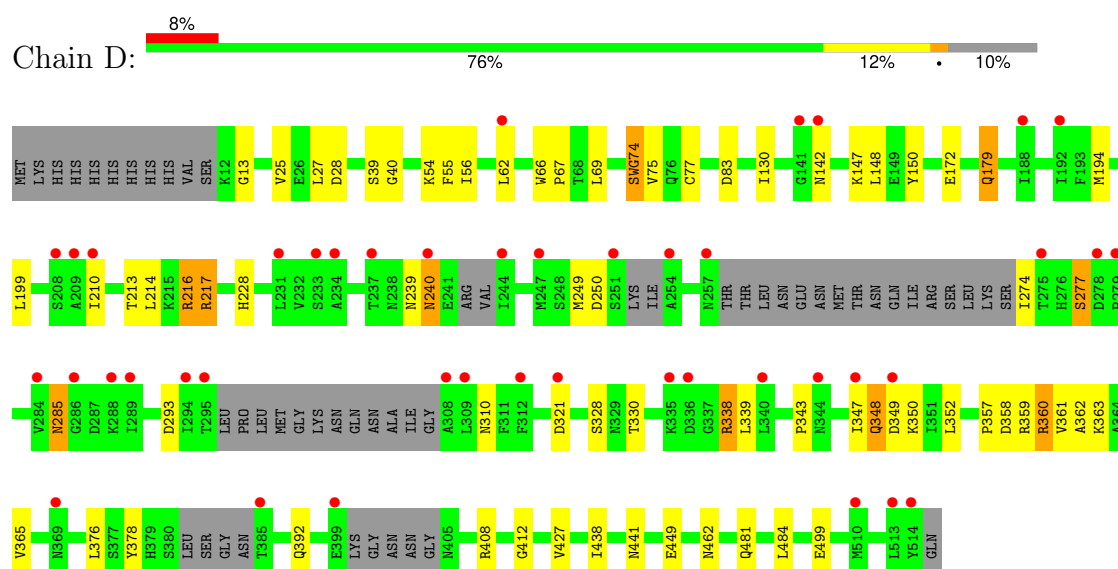 8%
Chain D:
76% 12% • 10%
MET LYS HIS HIS HIS HIS HIS HIS HIS VAL SER K12 G13 V25 E26 L27 D28 S39 G40 K54 F55 I56 L62 W66 P67 T68 L69 SWG74 V75 Q76 C77 D83 I130 G141 N142 K147 L148 E149 Y150 E172 Q179 I188 I192 F193 M194
L199 S208 A209 I210 T213 L214 K215 R216 R217 H228 L231 V232 S233 A234 T237 N238 N239 N240 E241 ARG VAL I244 M247 S248 M249 D250 S251 LYS ILE A254 N257 THR THR LEU ASN GLU ASN MET THR ASN GLN ILE ARG SER LEU LYS SER I274 T275 H276 S277 D278
V284 N285 G286 D287 K288 I289 D293 I294 T295 LEU PRO LEU MET GLY LYS ASN GLN ASN ALA ILE GLY A308 L309 N310 F311 F312 D321 S328 N329 T330 K335 D336 G337 R338 L339 L340 P343 N344 I347 Q348 D349 K350 I351 L352 P357 D358 R359 R360 V361 A362 K363
V365 N369 L376 S377 Y378 H379 S380 LEU SER GLY ASN T385 Q392 E399 LYS GLY ASN ASN GLY N405 R408 G412 V427 I438 N441 E449 N462 Q481 L484 E499 M510 L513 Y514 GLN